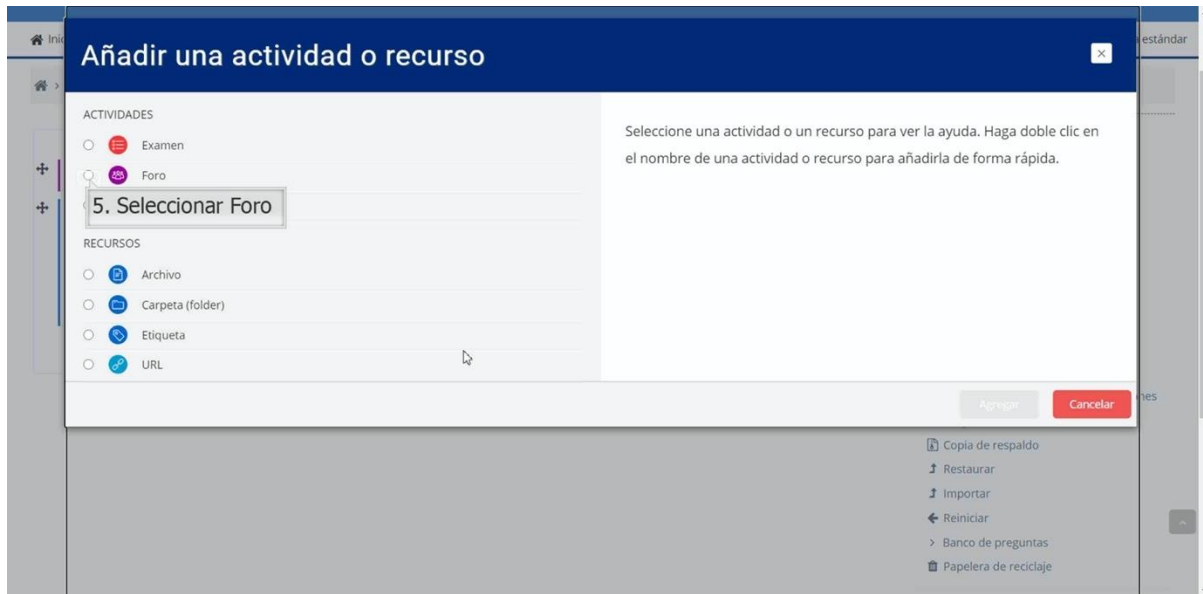 Añadir una actividad o recurso
estándar
ACTIVIDADES
Examen
Foro
5. Seleccionar Foro
RECURSOS
Archivo
Carpeta (folder)
Etiqueta
URL
Seleccione una actividad o un recurso para ver la ayuda. Haga doble clic en
el nombre de una actividad o recurso para añadirla de forma rápida.
Agregar
Cancelar
Copia de respaldo
Restaurar
Importar
Reiniciar
Banco de preguntas
Papelera de reciclaje